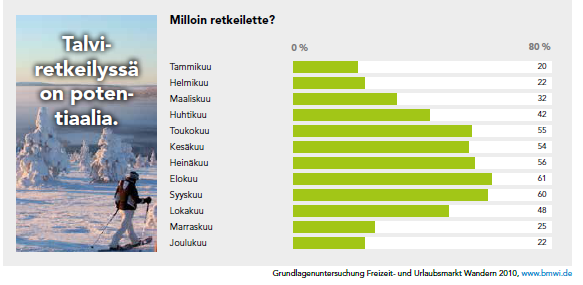 Talvi-
retkeilyssä
on poten-
tiaalia.
Milloin retkeilette?
0 % 80 %
Tammikuu 20
Helmikuu 22
Maaliskuu 32
Huhtikuu 42
Toukokuu 55
Kesäkuu 54
Heinäkuu 56
Elokuu 61
Syyskuu 60
Lokakuu 48
Marraskuu 25
Joulukuu 22
Grundlagenuntersuchung Freizeit- und Urlaubsmarkt Wandern 2010, www.bmwi.de